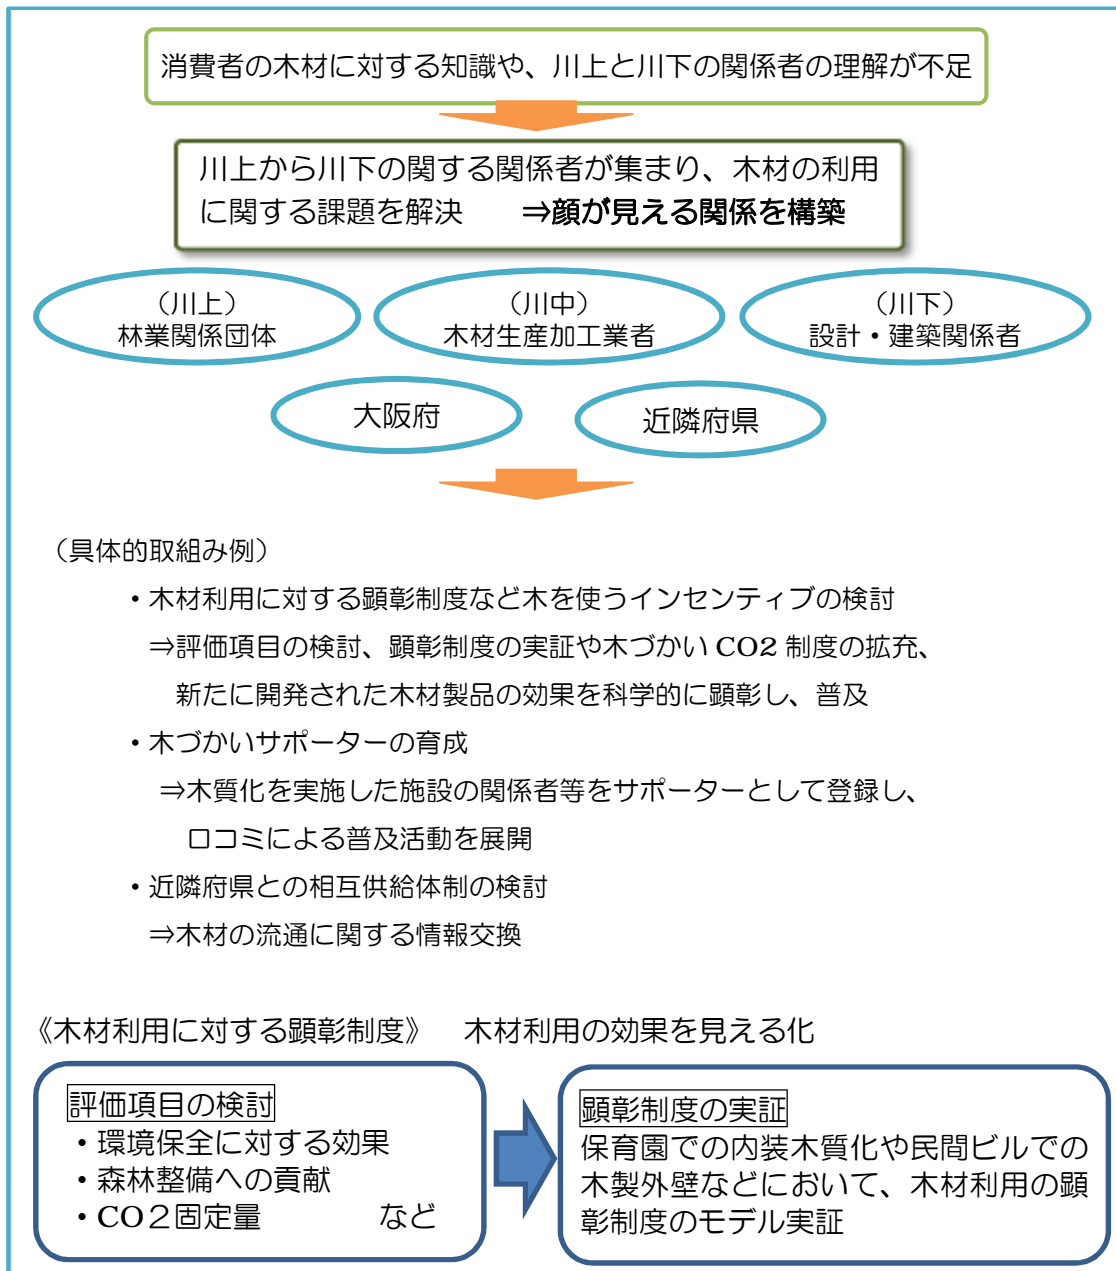 消費者の木材に対する知識や、川上と川下の関係者の理解が不足
川上から川下の関する関係者が集まり、木材の利用
に関する課題を解決　　⇒顔が見える関係を構築
（川上）
林業関係団体
（川中）
木材生産加工業者
（川下）
設計・建築関係者
大阪府
近隣府県
（具体的取組み例）
・木材利用に対する顕彰制度など木を使うインセンティブの検討
⇒評価項目の検討、顕彰制度の実証や木づかい CO2 制度の拡充、
新たに開発された木材製品の効果を科学的に顕彰し、普及
・木づかいサポーターの育成
⇒木質化を実施した施設の関係者等をサポーターとして登録し、
口コミによる普及活動を展開
・近隣府県との相互供給体制の検討
⇒木材の流通に関する情報交換
《木材利用に対する顕彰制度》　木材利用の効果を見える化
評価項目の検討
・環境保全に対する効果
・森林整備への貢献
・CO２固定量　　　　など
顕彰制度の実証
保育園での内装木質化や民間ビルでの
木製外壁などにおいて、木材利用の顕
彰制度のモデル実証